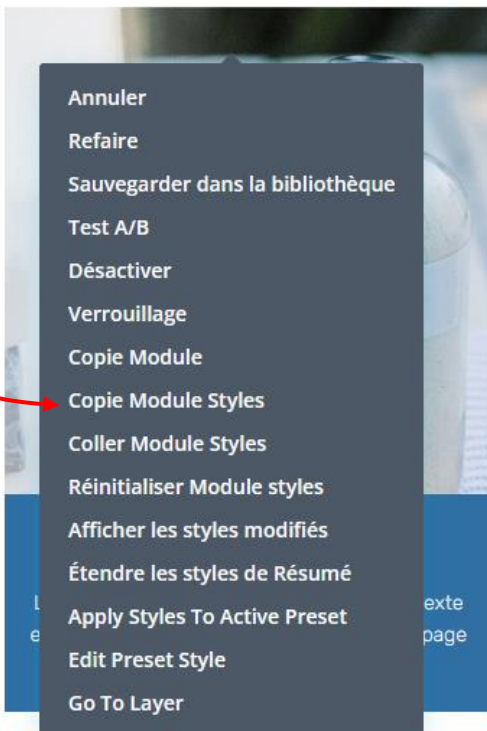 Annuler
Refaire
Sauvegarder dans la bibliothèque
Test A/B
Désactiver
Verrouillage
Copie Module
Copie Module Styles
Coller Module Styles
Réinitialiser Module styles
Afficher les styles modifiés
Étendre les styles de Résumé
Apply Styles To Active Preset
exte
Edit Preset Style
page
Go To Layer